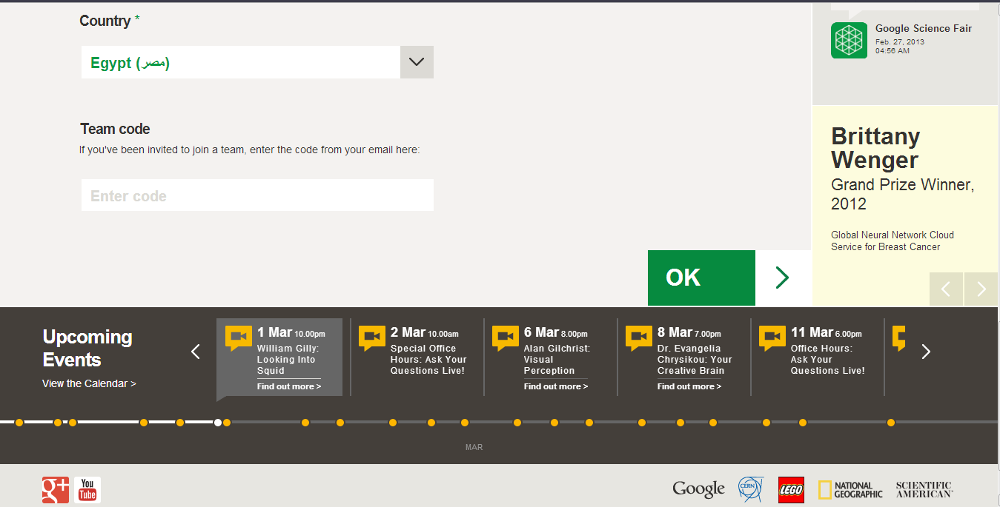 Country *
Egypt (مصر)
Team code
If you've been invited to join a team, enter the code from your email here:
Enter code
OK
Google Science Fair
Feb. 27, 2013
04:56 AM
Brittany
Wenger
Grand Prize Winner,
2012
Global Neural Network Cloud
Service for Breast Cancer
Upcoming
Events
View the Calendar >
1 Mar 10.00pm
William Gilly:
Looking Into
Squid
Find out more >
2 Mar 10.00am
Special Office
Hours: Ask Your
Questions Live!
6 Mar 8.00pm
Alan Gilchrist:
Visual
Perception
Find out more >
8 Mar 7.00pm
Dr. Evangelia
Chrysikou: Your
Creative Brain
Find out more >
11 Mar 6.00pm
Office Hours:
Ask Your
Questions Live!
MAR
g+
You
Tube
Google
CERN
LEGO
NATIONAL
GEOGRAPHIC
SCIENTIFIC
AMERICAN™